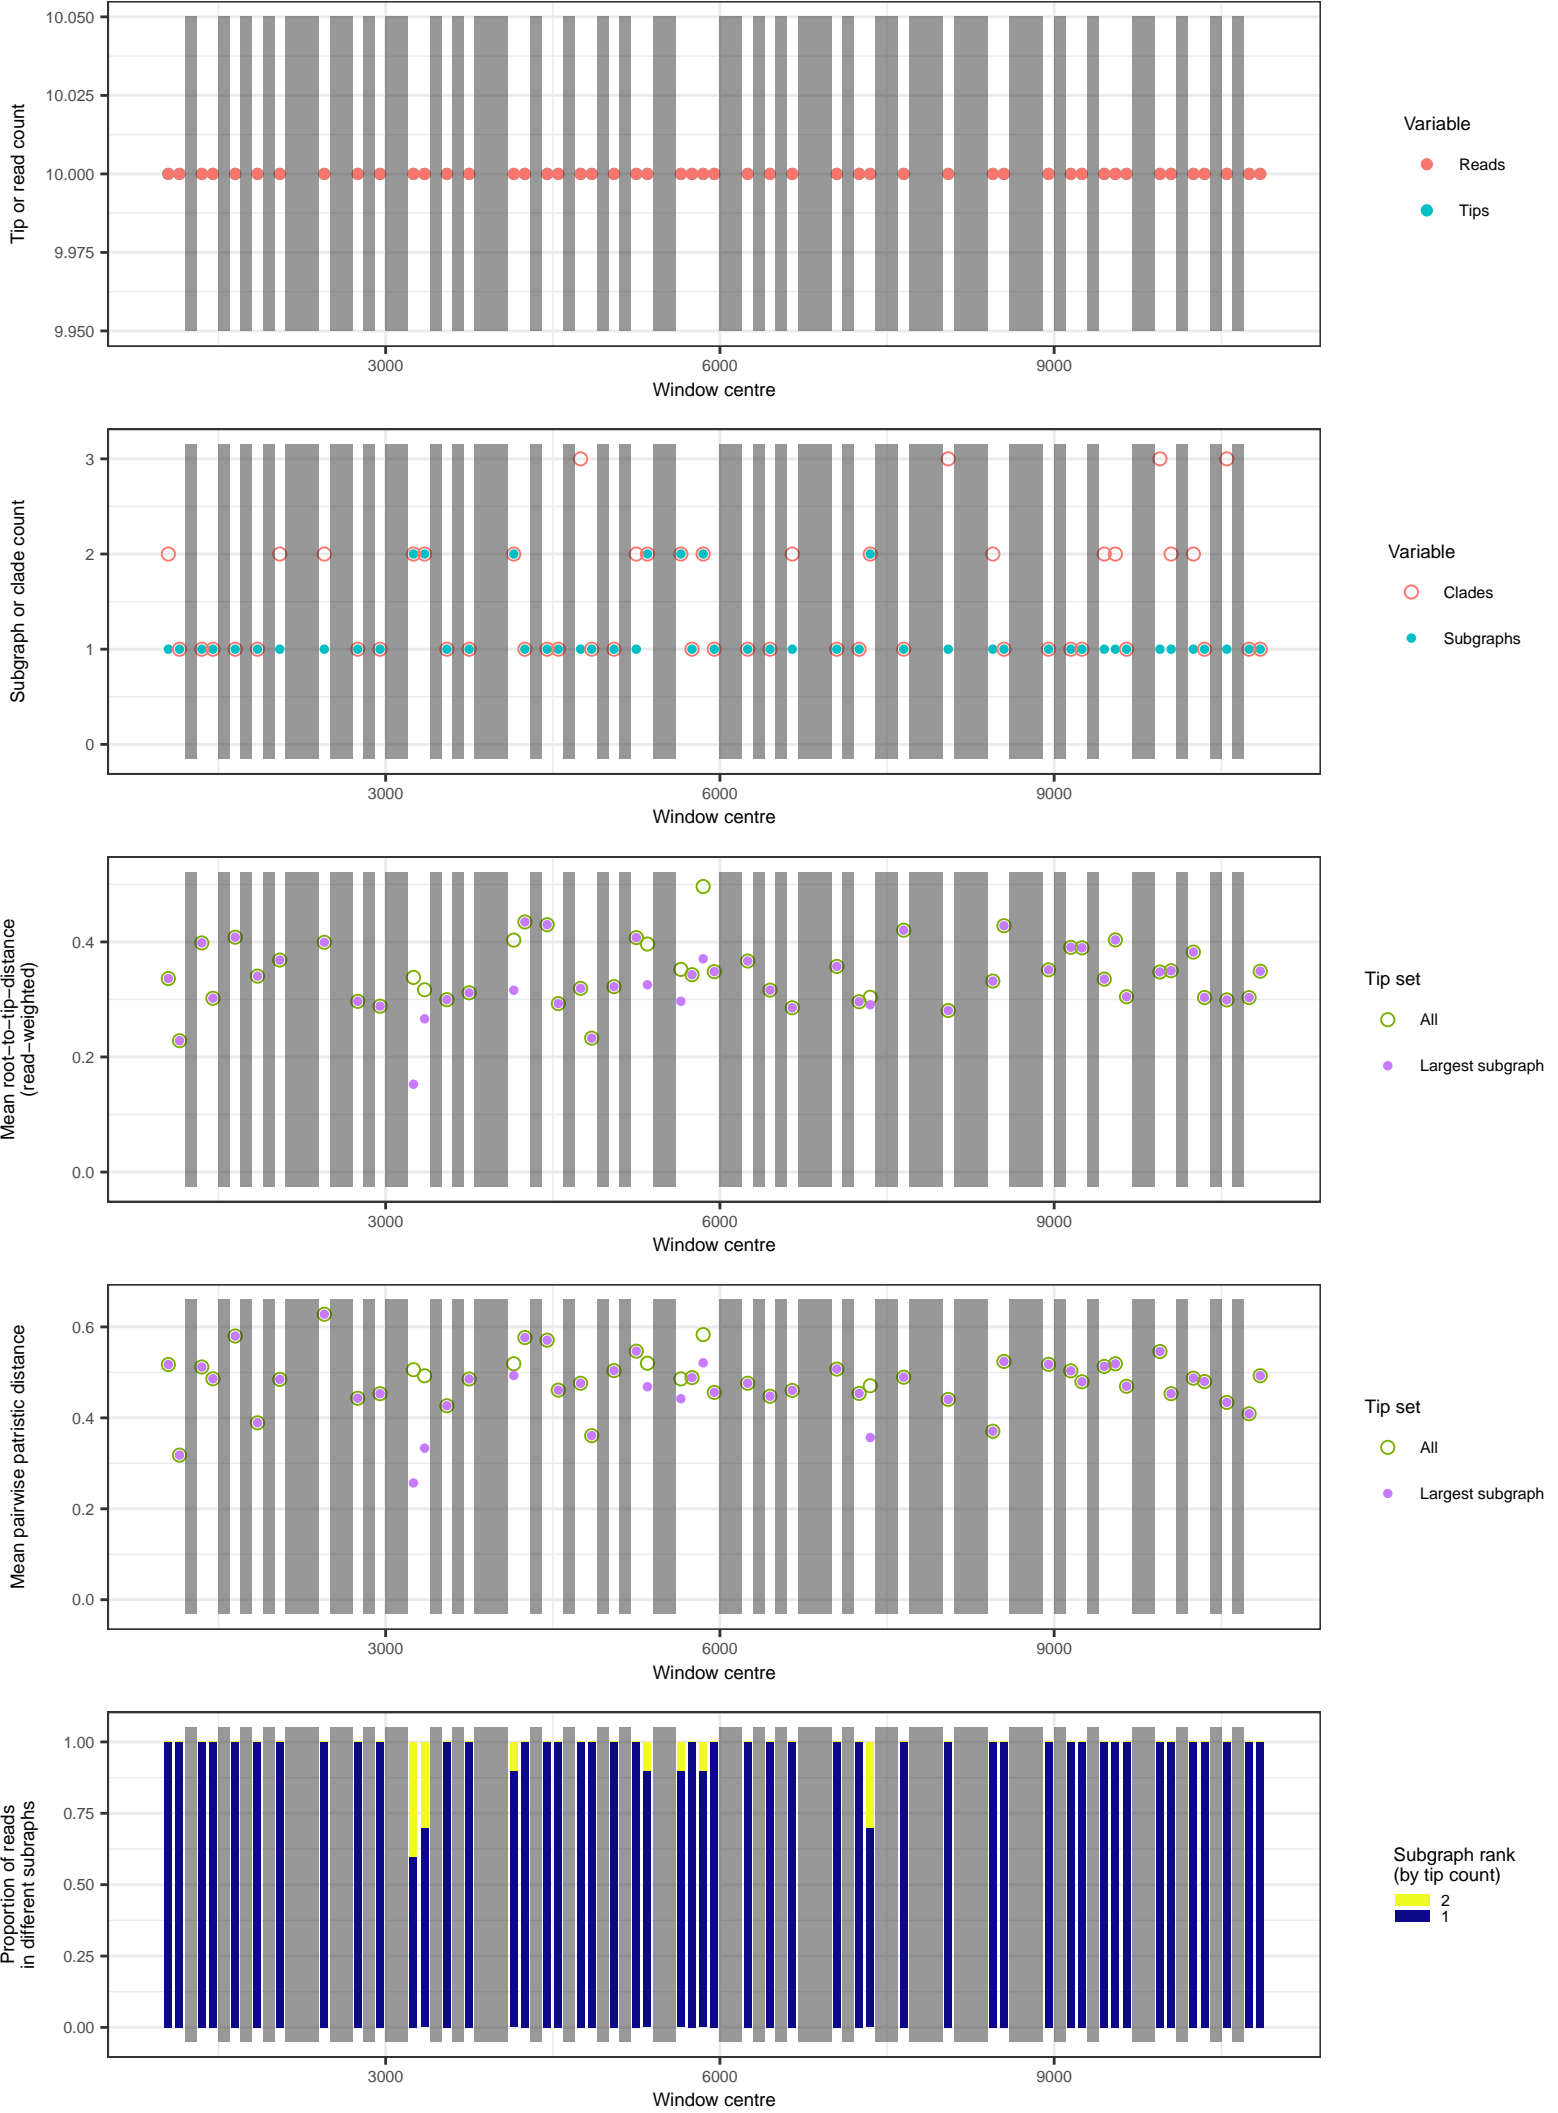 10.050
10.025
10.000
9.975
9.950
Tip or read count
3000
6000
9000
Window centre
Variable
Reads
Tips
3
2
1
0
Subgraph or clade count
3000
6000
9000
Window centre
Variable
Clades
Subgraphs
0.4
0.2
0.0
Mean root−to−tip−distance
(read−weighted)
3000
6000
9000
Window centre
Tip set
All
Largest subgraph
0.6
0.4
0.2
0.0
Mean pairwise patristic distance
3000
6000
9000
Window centre
Tip set
All
Largest subgraph
1.00
0.75
0.50
0.25
0.00
Proportion of reads
in different subraphs
3000
6000
9000
Window centre
Subgraph rank
(by tip count)
2
1